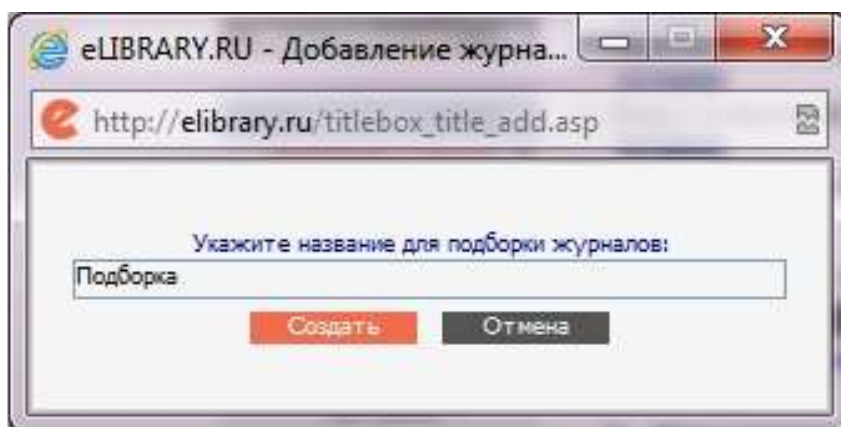 eLIBRARY.RU - Добавление журна...
http://elibrary.ru/titlebox_title_add.asp
Укажите название для подборки журналов:
Подборка
Создать Отмена